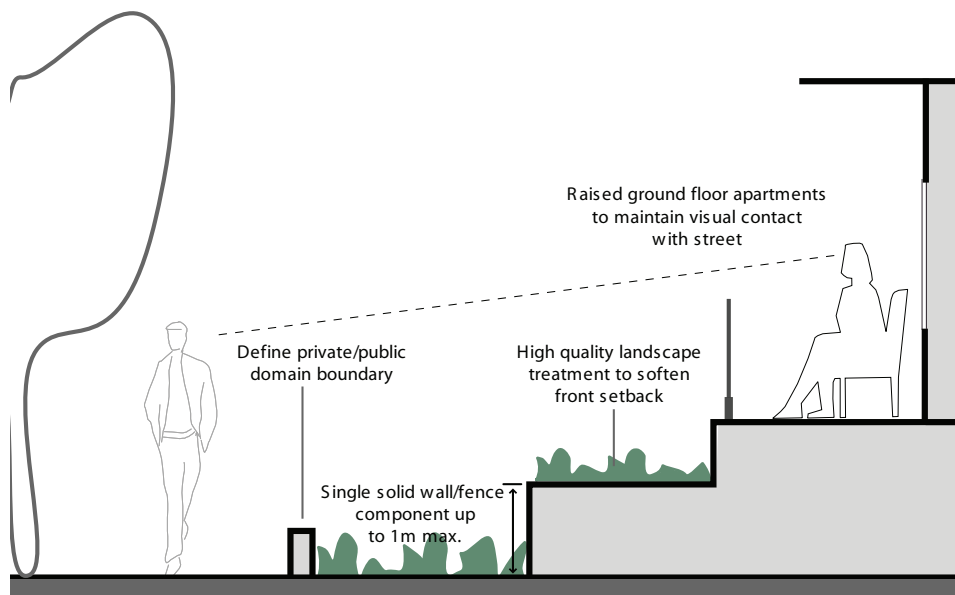 Raised ground floor apartments
to maintain visual contact
with street
Define private/public
domain boundary
High quality landscape
treatment to soften
front setback
Single solid wall/fence
component up
to 1m max.